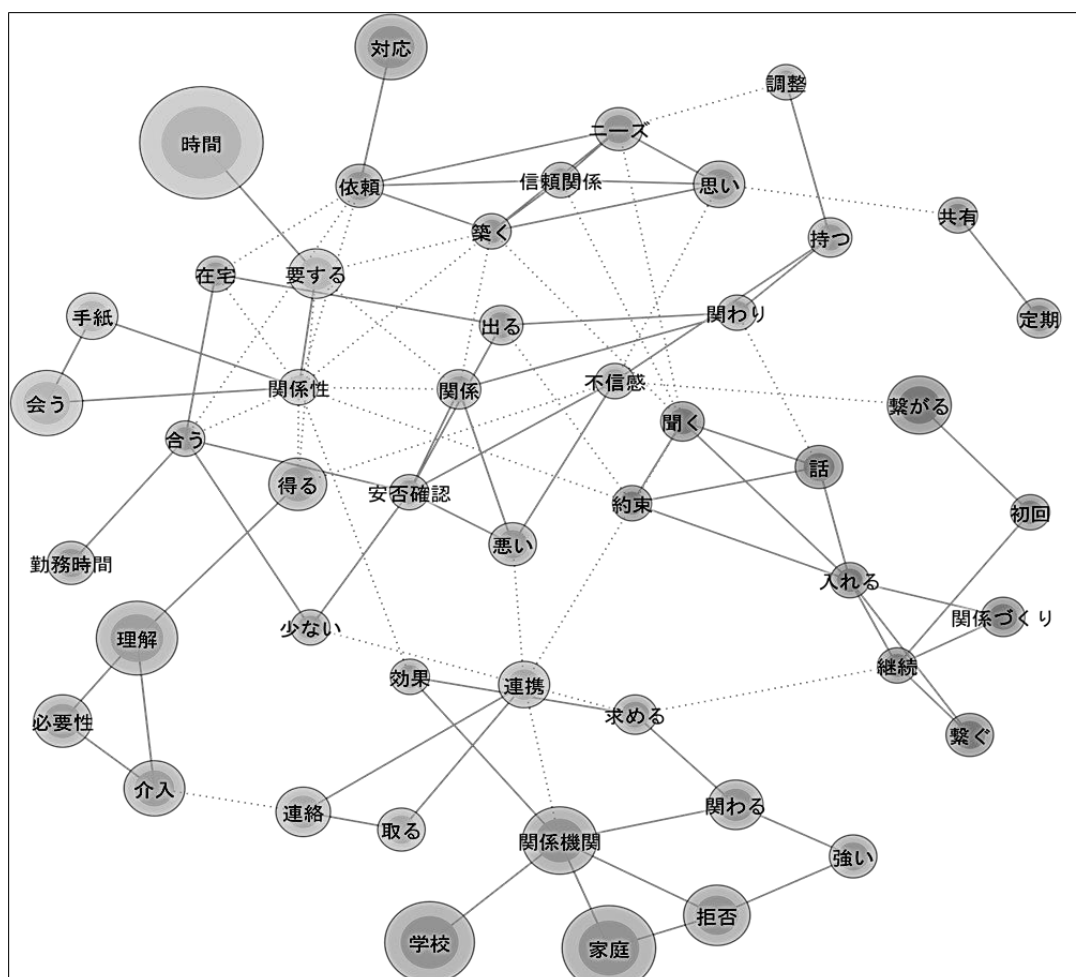 対応
調整
ニーズ
時間
信頼関係
思い
依頼
共有
築く
持つ
在宅
要する
関わり
手紙
定期
出る
不信感
関係性
関係
会う
繋がる
聞く
合う
話
得る
安否確認
約束
初回
悪い
勤務時間
入れる
関係づくり
少ない
理解
継続
効果
連携
求める
必要性
繋ぐ
介入
関わる
連絡
取る
関係機関
強い
拒否
学校
家庭